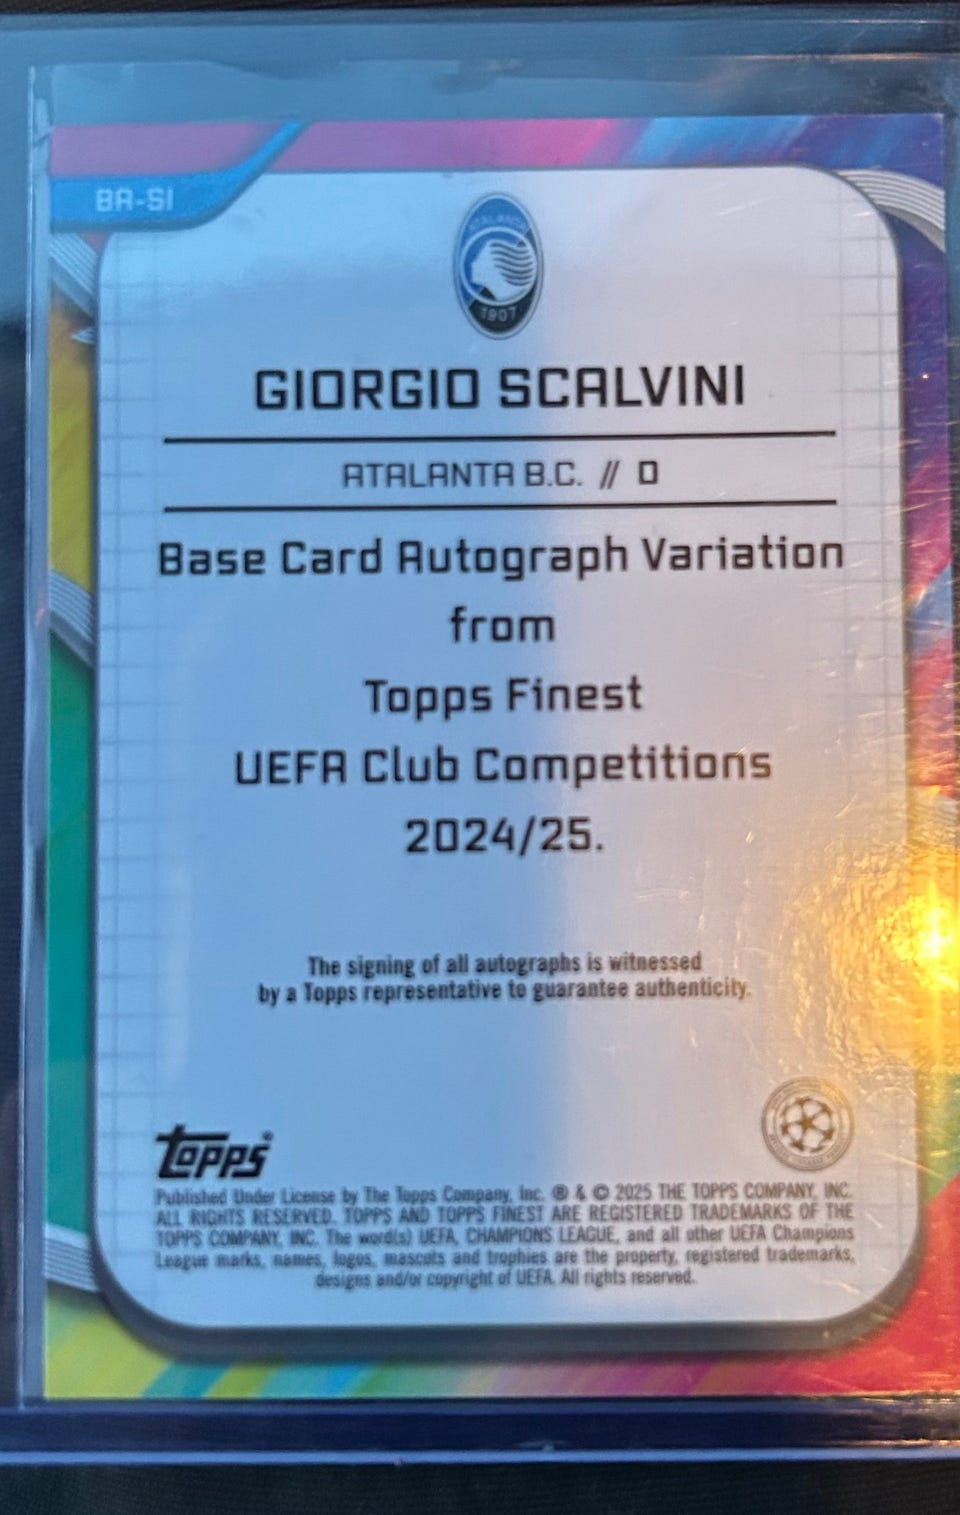 BA-SI
ATALANTA
1907
GIORGIO SCALVINI
ATALANTA B.C. // D
Base Card Autograph Variation
from
Topps Finest
UEFA Club Competitions
2024/25.
The signing of all autographs is witnessed
by a Topps representative to guarantee authenticity.
topps®
Published Under License by The Topps Company, Inc. ® & © 2025 THE TOPPS COMPANY, INC.
ALL RIGHTS RESERVED. TOPPS AND TOPPS FINEST ARE REGISTERED TRADEMARKS OF THE
TOPPS COMPANY, INC. The word(s) UEFA, CHAMPIONS LEAGUE, and all other UEFA Champions
League marks, names, logos, mascots and trophies are the property, registered trademarks,
designs and/or copyright of UEFA. All rights reserved.